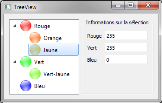 TreeView
Rouge
Orange
Jaune
Vert
Vert-Jaune
Bleu
Informations sur la sélection
Rouge 255
Vert 255
Bleu 0